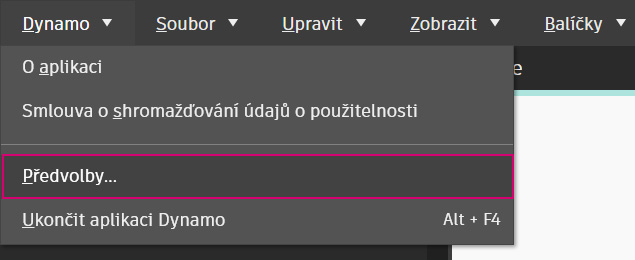 Dynamo Soubor Upravit Zobrazit Balíčky
O aplikaci
e
Smlouva o shromažďování údajů o použitelnosti
Předvolby...
Ukončit aplikaci Dynamo Alt + F4